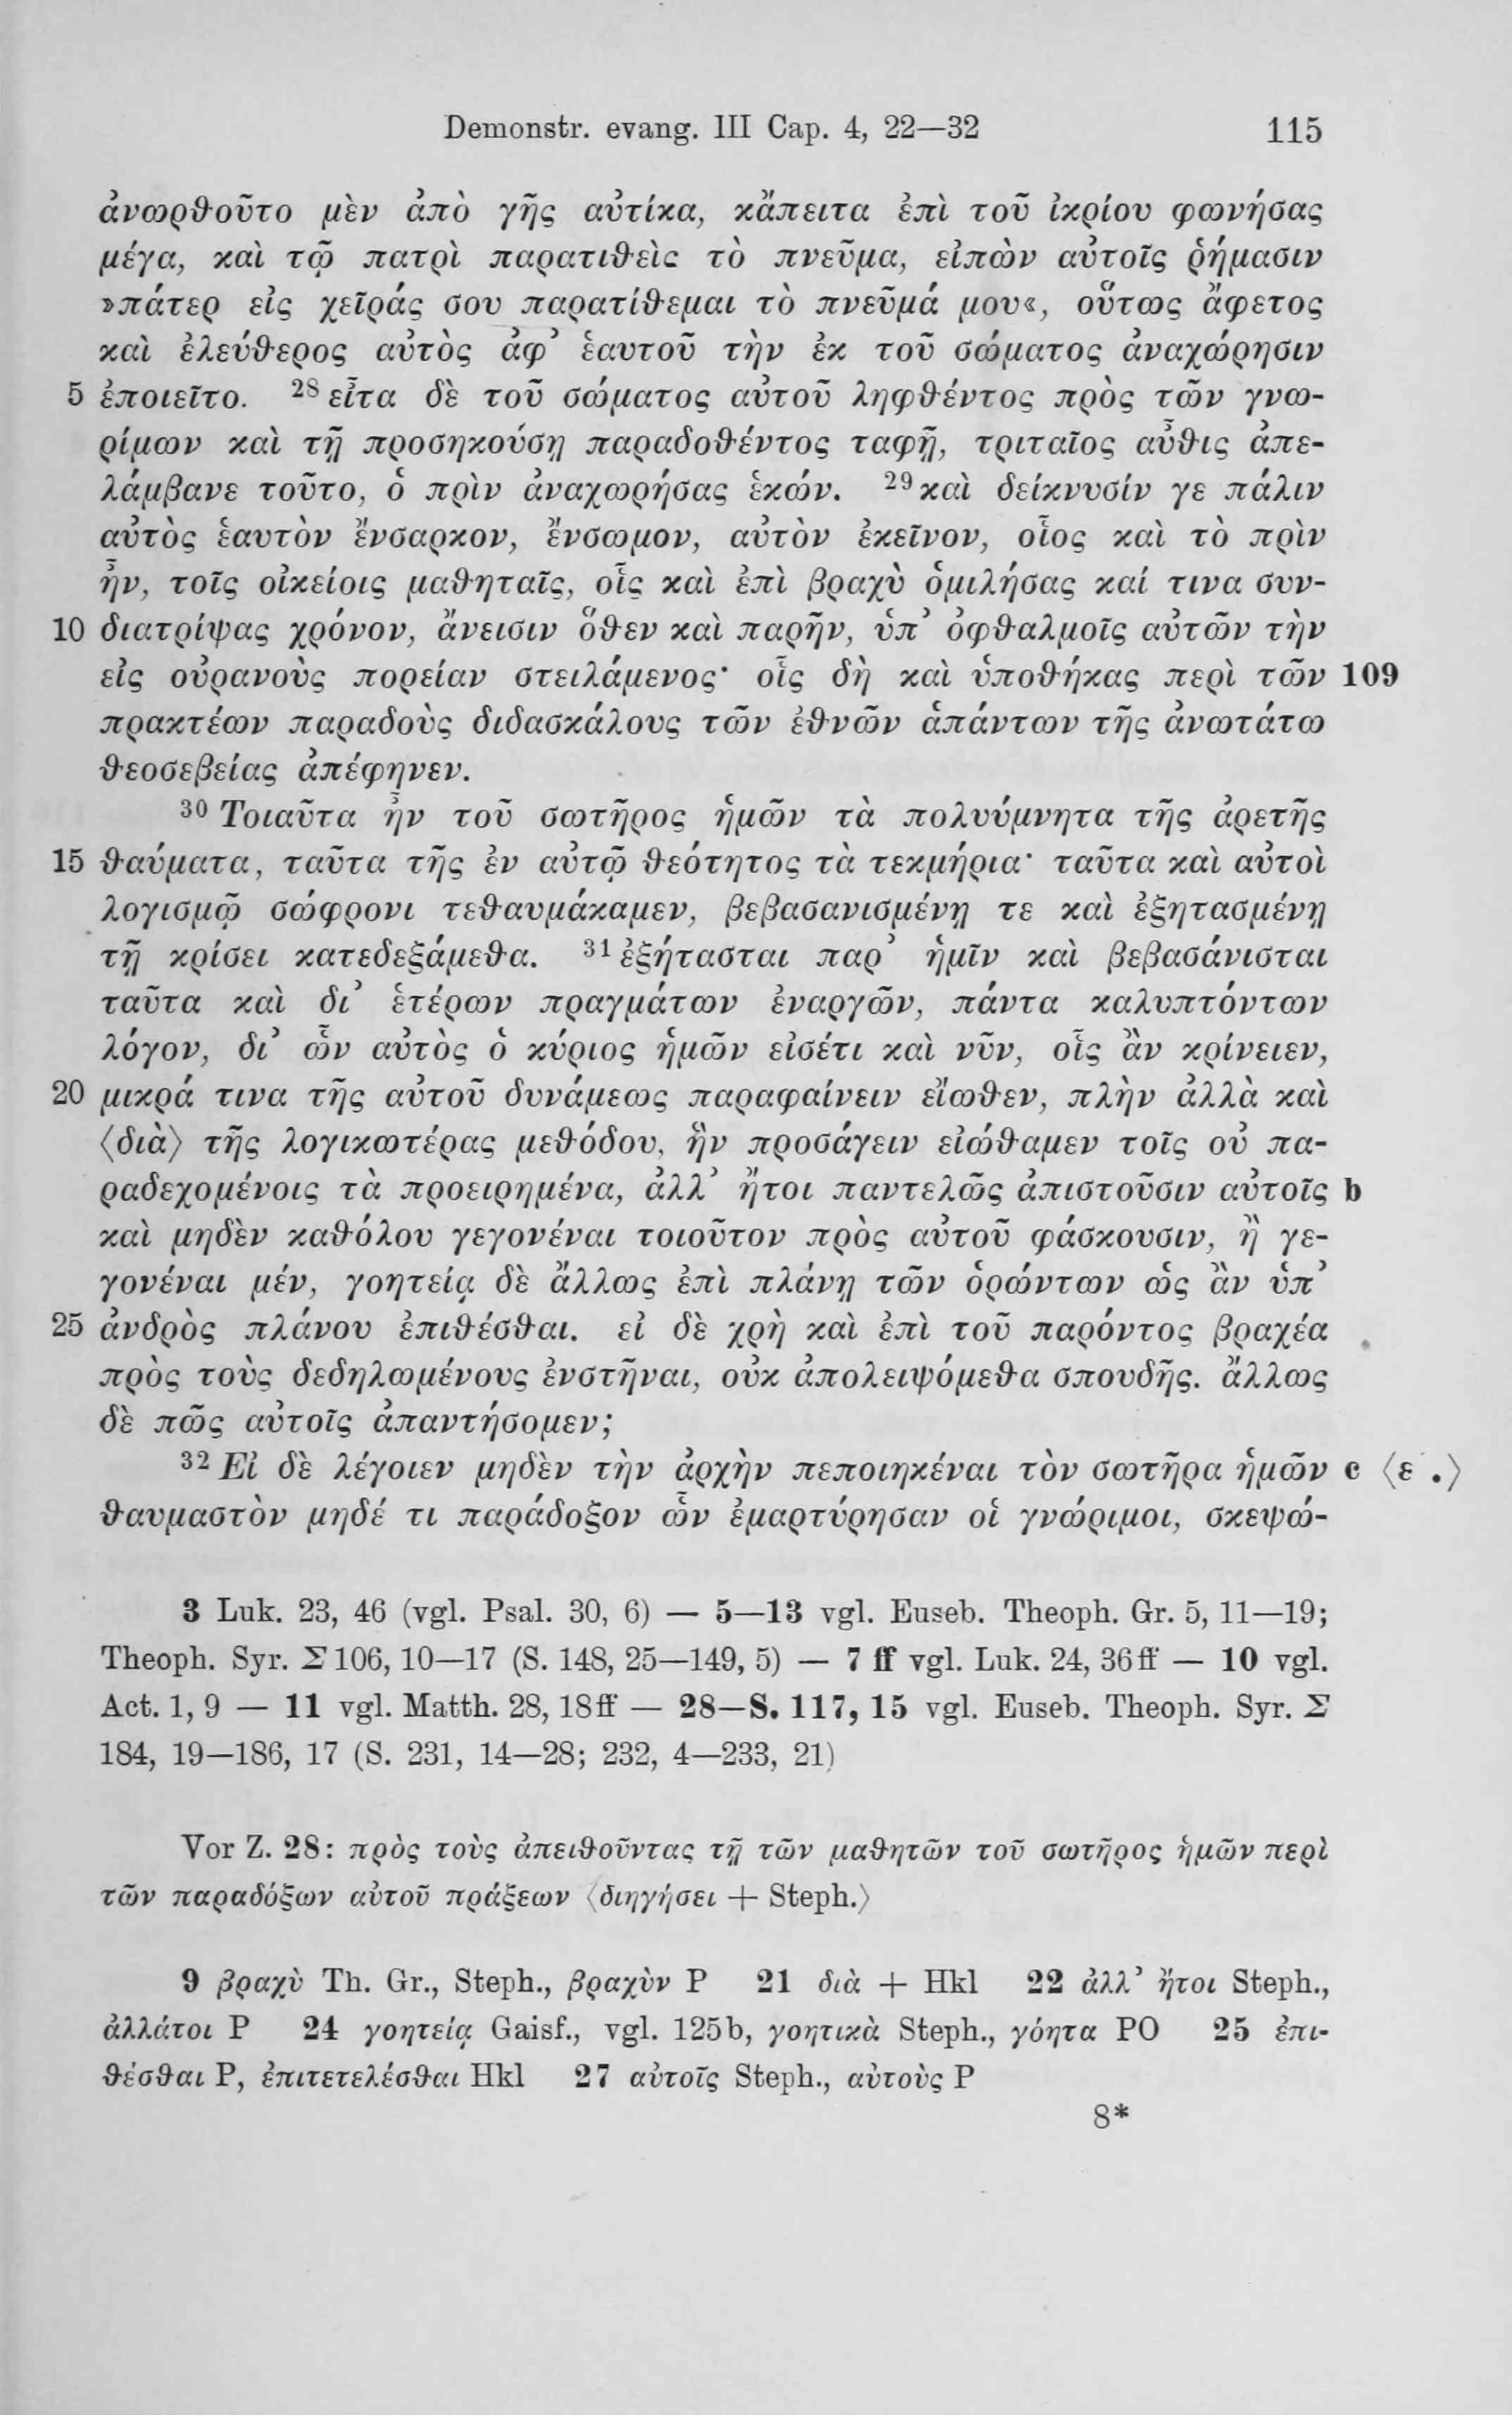 Demonstr. evang. III Cap. 4, 22—32 115
ἀνωρθοῦτο μὲν ἀπὸ γῆς αὐτίκα, κἄπειτα ἐπὶ τοῦ ἰκρίου φωνήσας
μέγα, καὶ τῷ πατρὶ παρατιθεὶς τὸ πνεῦμα, εἰπὼν αὐτοῖς ῥήμασιν
»πάτερ εἰς χεῖράς σου παρατίθεμαι τὸ πνεῦμά μου«, οὕτως ἄφετος
καὶ ἐλεύθερος αὐτὸς ἀφ’ ἑαυτοῦ τὴν ἐκ τοῦ σώματος ἀναχώρησιν
5 ἐποιεῖτο. ²⁸ εἶτα δὲ τοῦ σώματος αὐτοῦ ληφθέντος πρὸς τῶν γνω-
ρίμων καὶ τῇ προσηκούσῃ παραδοθέντος ταφῇ, τριταῖος αὖθις ἀπε-
λάμβανε τοῦτο, ὁ πρὶν ἀναχωρήσας ἑκών. ²⁹ καὶ δείκνυσίν γε πάλιν
αὐτὸς ἑαυτὸν ἔνσαρκον, ἔνσωμον, αὐτὸν ἐκεῖνον, οἷος καὶ τὸ πρὶν
ἦν, τοῖς οἰκείοις μαθηταῖς, οἷς καὶ ἐπὶ βραχὺ ὁμιλήσας καί τινα συν-
10 διατρίψας χρόνον, ἄνεισιν ὅθεν καὶ παρῆν, ὑπ’ ὀφθαλμοῖς αὐτῶν τὴν
εἰς οὐρανοὺς πορείαν στειλάμενος· οἷς δὴ καὶ ὑποθήκας περὶ τῶν 109
πρακτέων παραδοὺς διδασκάλους τῶν ἐθνῶν ἁπάντων τῆς ἀνωτάτω
θεοσεβείας ἀπέφηνεν.
³⁰ Τοιαῦτα ἦν τοῦ σωτῆρος ἡμῶν τὰ πολυύμνητα τῆς ἀρετῆς
15 θαύματα, ταῦτα τῆς ἐν αὐτῷ θεότητος τὰ τεκμήρια· ταῦτα καὶ αὐτοὶ
λογισμῷ σώφρονι τεθαυμάκαμεν, βεβασανισμένῃ τε καὶ ἐξητασμένῃ
τῇ κρίσει κατεδεξάμεθα. ³¹ ἐξήτασται παρ’ ἡμῖν καὶ βεβασάνισται
ταῦτα καὶ δι’ ἑτέρων πραγμάτων ἐναργῶν, πάντα καλυπτόντων
λόγον, δι’ ὧν αὐτὸς ὁ κύριος ἡμῶν εἰσέτι καὶ νῦν, οἷς ἂν κρίνειεν,
20 μικρά τινα τῆς αὐτοῦ δυνάμεως παραφαίνειν εἴωθεν, πλὴν ἀλλὰ καὶ
⟨διὰ⟩ τῆς λογικωτέρας μεθόδου, ἣν προσάγειν εἰώθαμεν τοῖς οὐ πα-
ραδεχομένοις τὰ προειρημένα, ἀλλ’ ἤτοι παντελῶς ἀπιστοῦσιν αὐτοῖς b
καὶ μηδὲν καθόλου γεγονέναι τοιοῦτον πρὸς αὐτοῦ φάσκουσιν, ἢ γε-
γονέναι μέν, γοητείᾳ δὲ ἄλλως ἐπὶ πλάνῃ τῶν ὁρώντων ὡς ἂν ὑπ’
25 ἀνδρὸς πλάνου ἐπιθέσθαι. εἰ δὲ χρὴ καὶ ἐπὶ τοῦ παρόντος βραχέα
πρὸς τοὺς δεδηλωμένους ἐνστῆναι, οὐκ ἀπολειψόμεθα σπουδῆς. ἄλλως
δὲ πῶς αὐτοῖς ἀπαντήσομεν;
³² Εἰ δὲ λέγοιεν μηδὲν τὴν ἀρχὴν πεποιηκέναι τὸν σωτῆρα ἡμῶν c ⟨ε .⟩
θαυμαστὸν μηδέ τι παράδοξον ὧν ἐμαρτύρησαν οἱ γνώριμοι, σκεψώ-
3 Luk. 23, 46 (vgl. Psal. 30, 6) — 5—13 vgl. Euseb. Theoph. Gr. 5, 11—19;
Theoph. Syr. Σ 106, 10—17 (S. 148, 25—149, 5) — 7 ff vgl. Luk. 24, 36 ff — 10 vgl.
Act. 1, 9 — 11 vgl. Matth. 28, 18 ff — 28—S. 117, 15 vgl. Euseb. Theoph. Syr. Σ
184, 19—186, 17 (S. 231, 14—28; 232, 4—233, 21)
Vor Z. 28: πρὸς τοὺς ἀπειθοῦντας τῇ τῶν μαθητῶν τοῦ σωτῆρος ἡμῶν περὶ
τῶν παραδόξων αὐτοῦ πράξεων ⟨διηγήσει + Steph.⟩
9 βραχὺ Th. Gr., Steph., βραχὺν P 21 διὰ + Hkl 22 ἀλλ’ ἤτοι Steph.,
ἀλλάτοι P 24 γοητείᾳ Gaisf., vgl. 125b, γοητικὰ Steph., γόητα PO 25 ἐπι-
θέσθαι P, ἐπιτετελέσθαι Hkl 27 αὐτοῖς Steph., αὐτοὺς P
8*